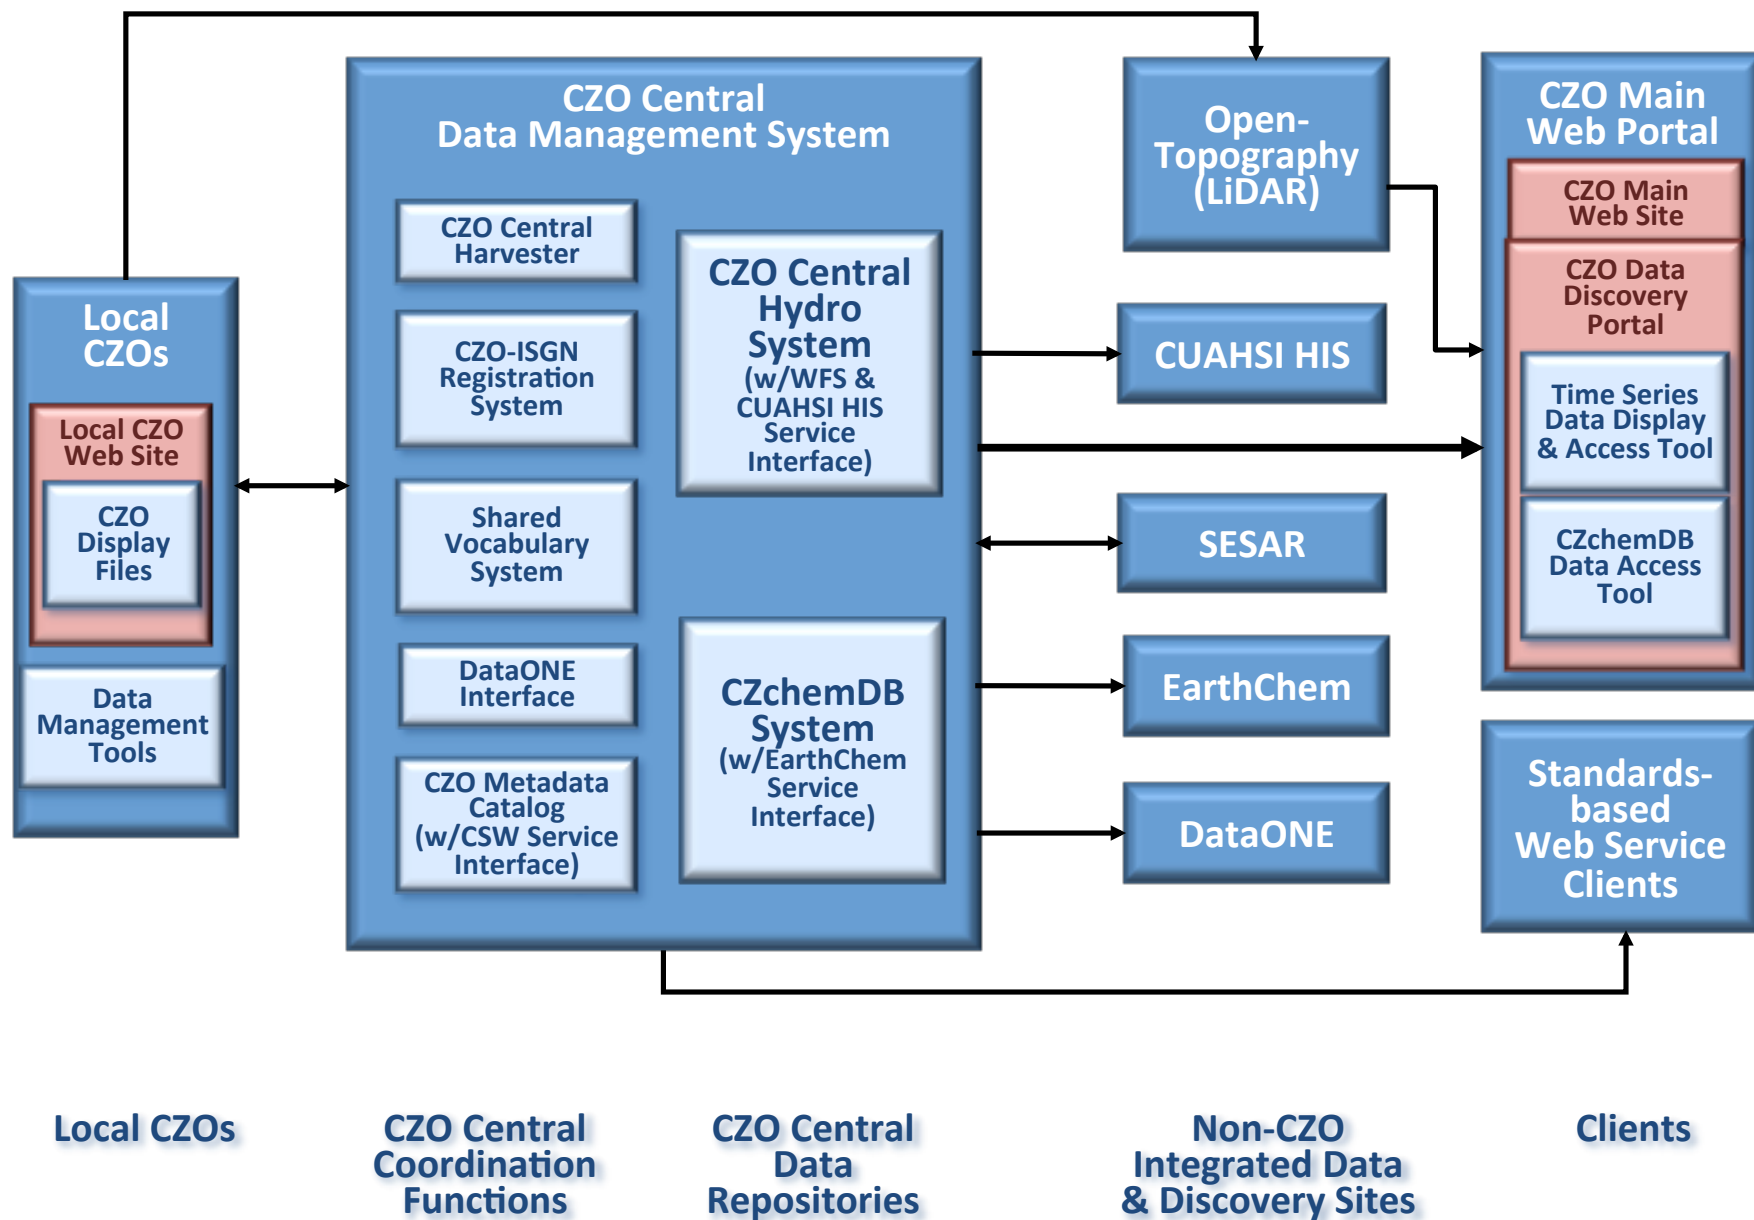 Local
CZOs
Local CZO
Web Site
CZO
Display
Files
Data
Management
Tools
CZO Central
Data Management System
CZO Central
Harvester
CZO-ISGN
Registration
System
Shared
Vocabulary
System
DataONE
Interface
CZO Metadata
Catalog
(w/CSW Service
Interface)
CZO Central
Hydro
System
(w/WFS &
CUAHSI HIS
Service
Interface)
CZchemDB
System
(w/EarthChem
Service
Interface)
Open-
Topography
(LiDAR)
CUAHSI HIS
SESAR
EarthChem
DataONE
CZO Main
Web Portal
CZO Main
Web Site
CZO Data
Discovery
Portal
Time Series
Data Display
& Access Tool
CZchemDB
Data Access
Tool
Standards-
based
Web Service
Clients
Local CZOs
CZO Central
Coordination
Functions
CZO Central
Data
Repositories
Non-CZO
Integrated Data
& Discovery Sites
Clients